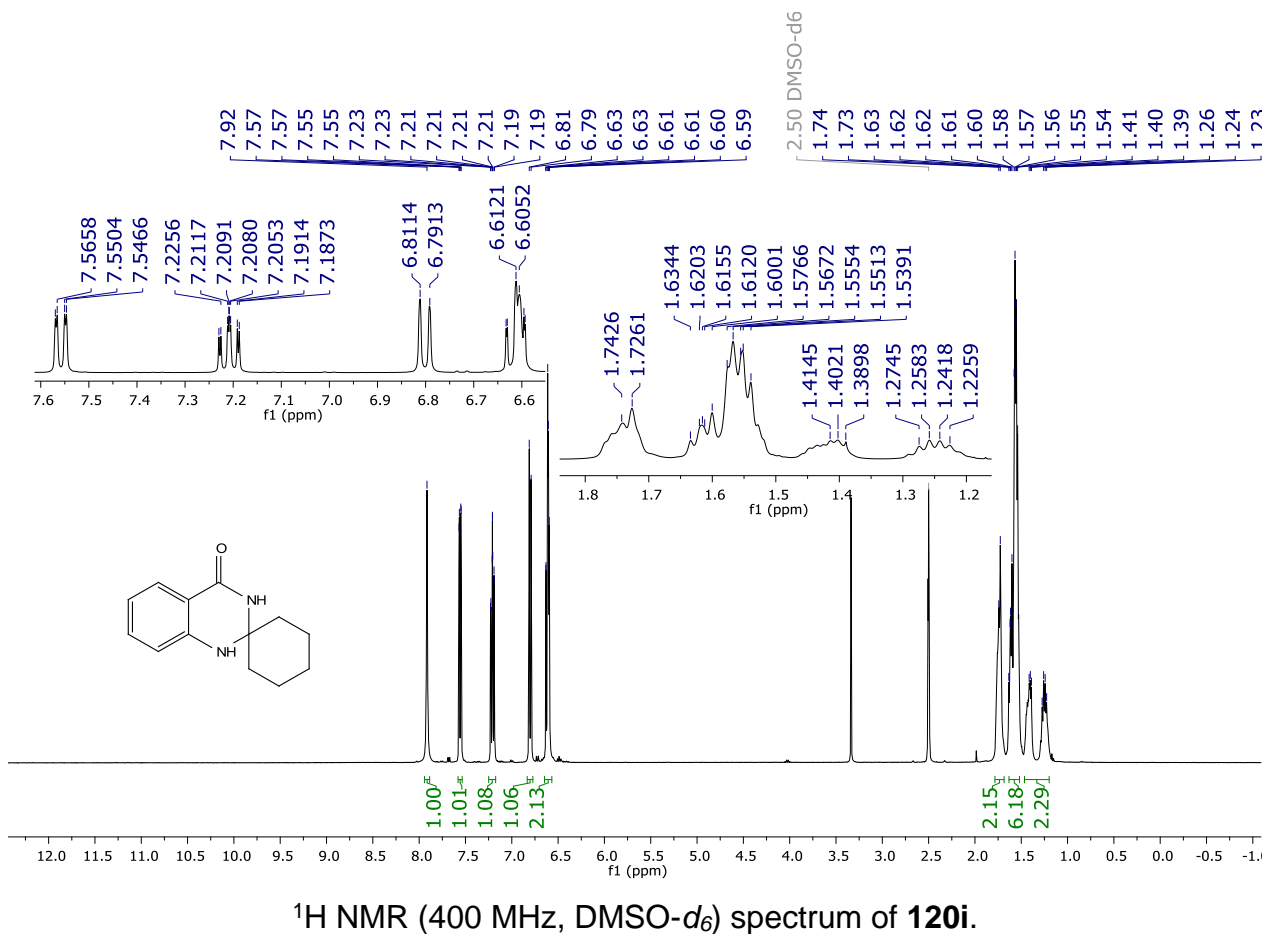 2.50 DMSO-d6
7.92 7.57 7.57 7.55 7.55 7.23 7.23 7.21 7.21 7.21 7.21 7.19 7.19 6.81 6.79 6.63 6.63 6.61 6.61 6.60 6.59
1.74 1.73 1.63 1.62 1.62 1.61 1.60 1.58 1.57 1.56 1.55 1.54 1.41 1.40 1.39 1.26 1.24 1.23
7.5658 7.5504 7.5466 7.2256 7.2117 7.2091 7.2080 7.2053 7.1914 7.1873 6.8114 6.7913 6.6121 6.6052
7.6 7.5 7.4 7.3 7.2 7.1 7.0 6.9 6.8 6.7 6.6
f1 (ppm)
1.7426 1.7261 1.6344 1.6203 1.6155 1.6120 1.6001 1.5766 1.5672 1.5554 1.5513 1.5391 1.4145 1.4021 1.3898 1.2745 1.2583 1.2418 1.2259
1.8 1.7 1.6 1.5 1.4 1.3 1.2
f1 (ppm)
O
NH
NH
1.00 1.01 1.08 1.06 2.13 2.15 6.18 2.29
12.0 11.5 11.0 10.5 10.0 9.5 9.0 8.5 8.0 7.5 7.0 6.5 6.0 5.5 5.0 4.5 4.0 3.5 3.0 2.5 2.0 1.5 1.0 0.5 0.0 -0.5 -1.0
f1 (ppm)
¹H NMR (400 MHz, DMSO-d₆) spectrum of 120i.